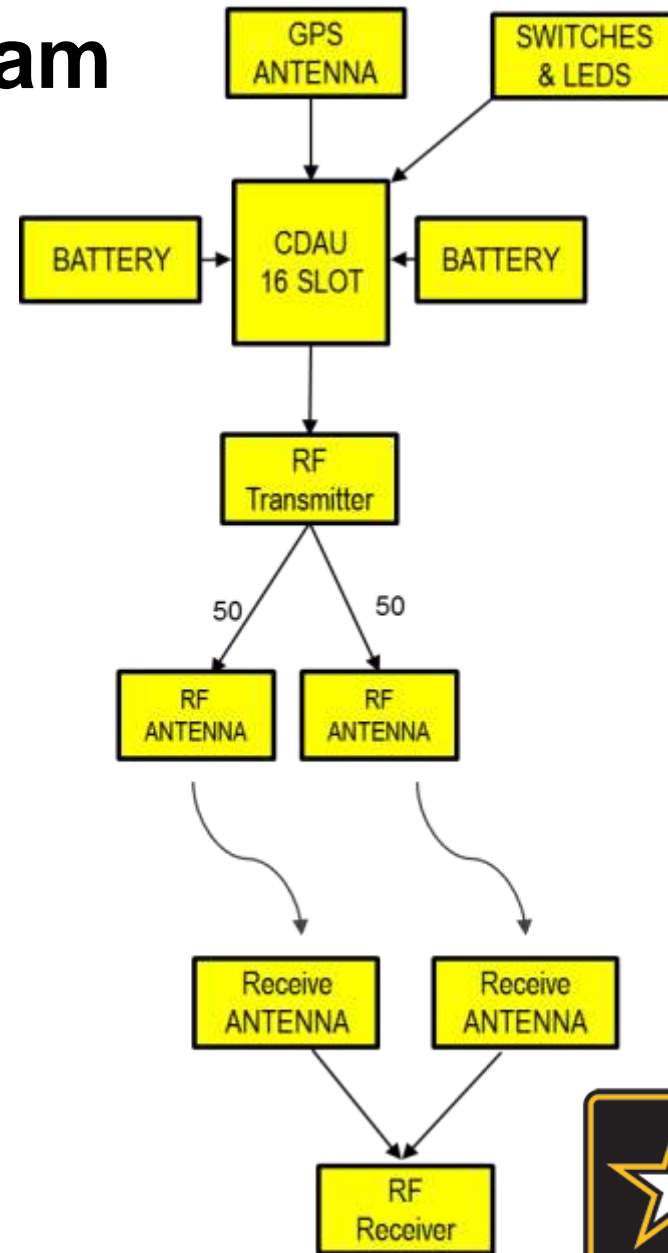 am
GPS
ANTENNA
SWITCHES
& LEDS
BATTERY
CDAU
16 SLOT
BATTERY
RF
Transmitter
50
50
RF
ANTENNA
RF
ANTENNA
Receive
ANTENNA
Receive
ANTENNA
RF
Receiver